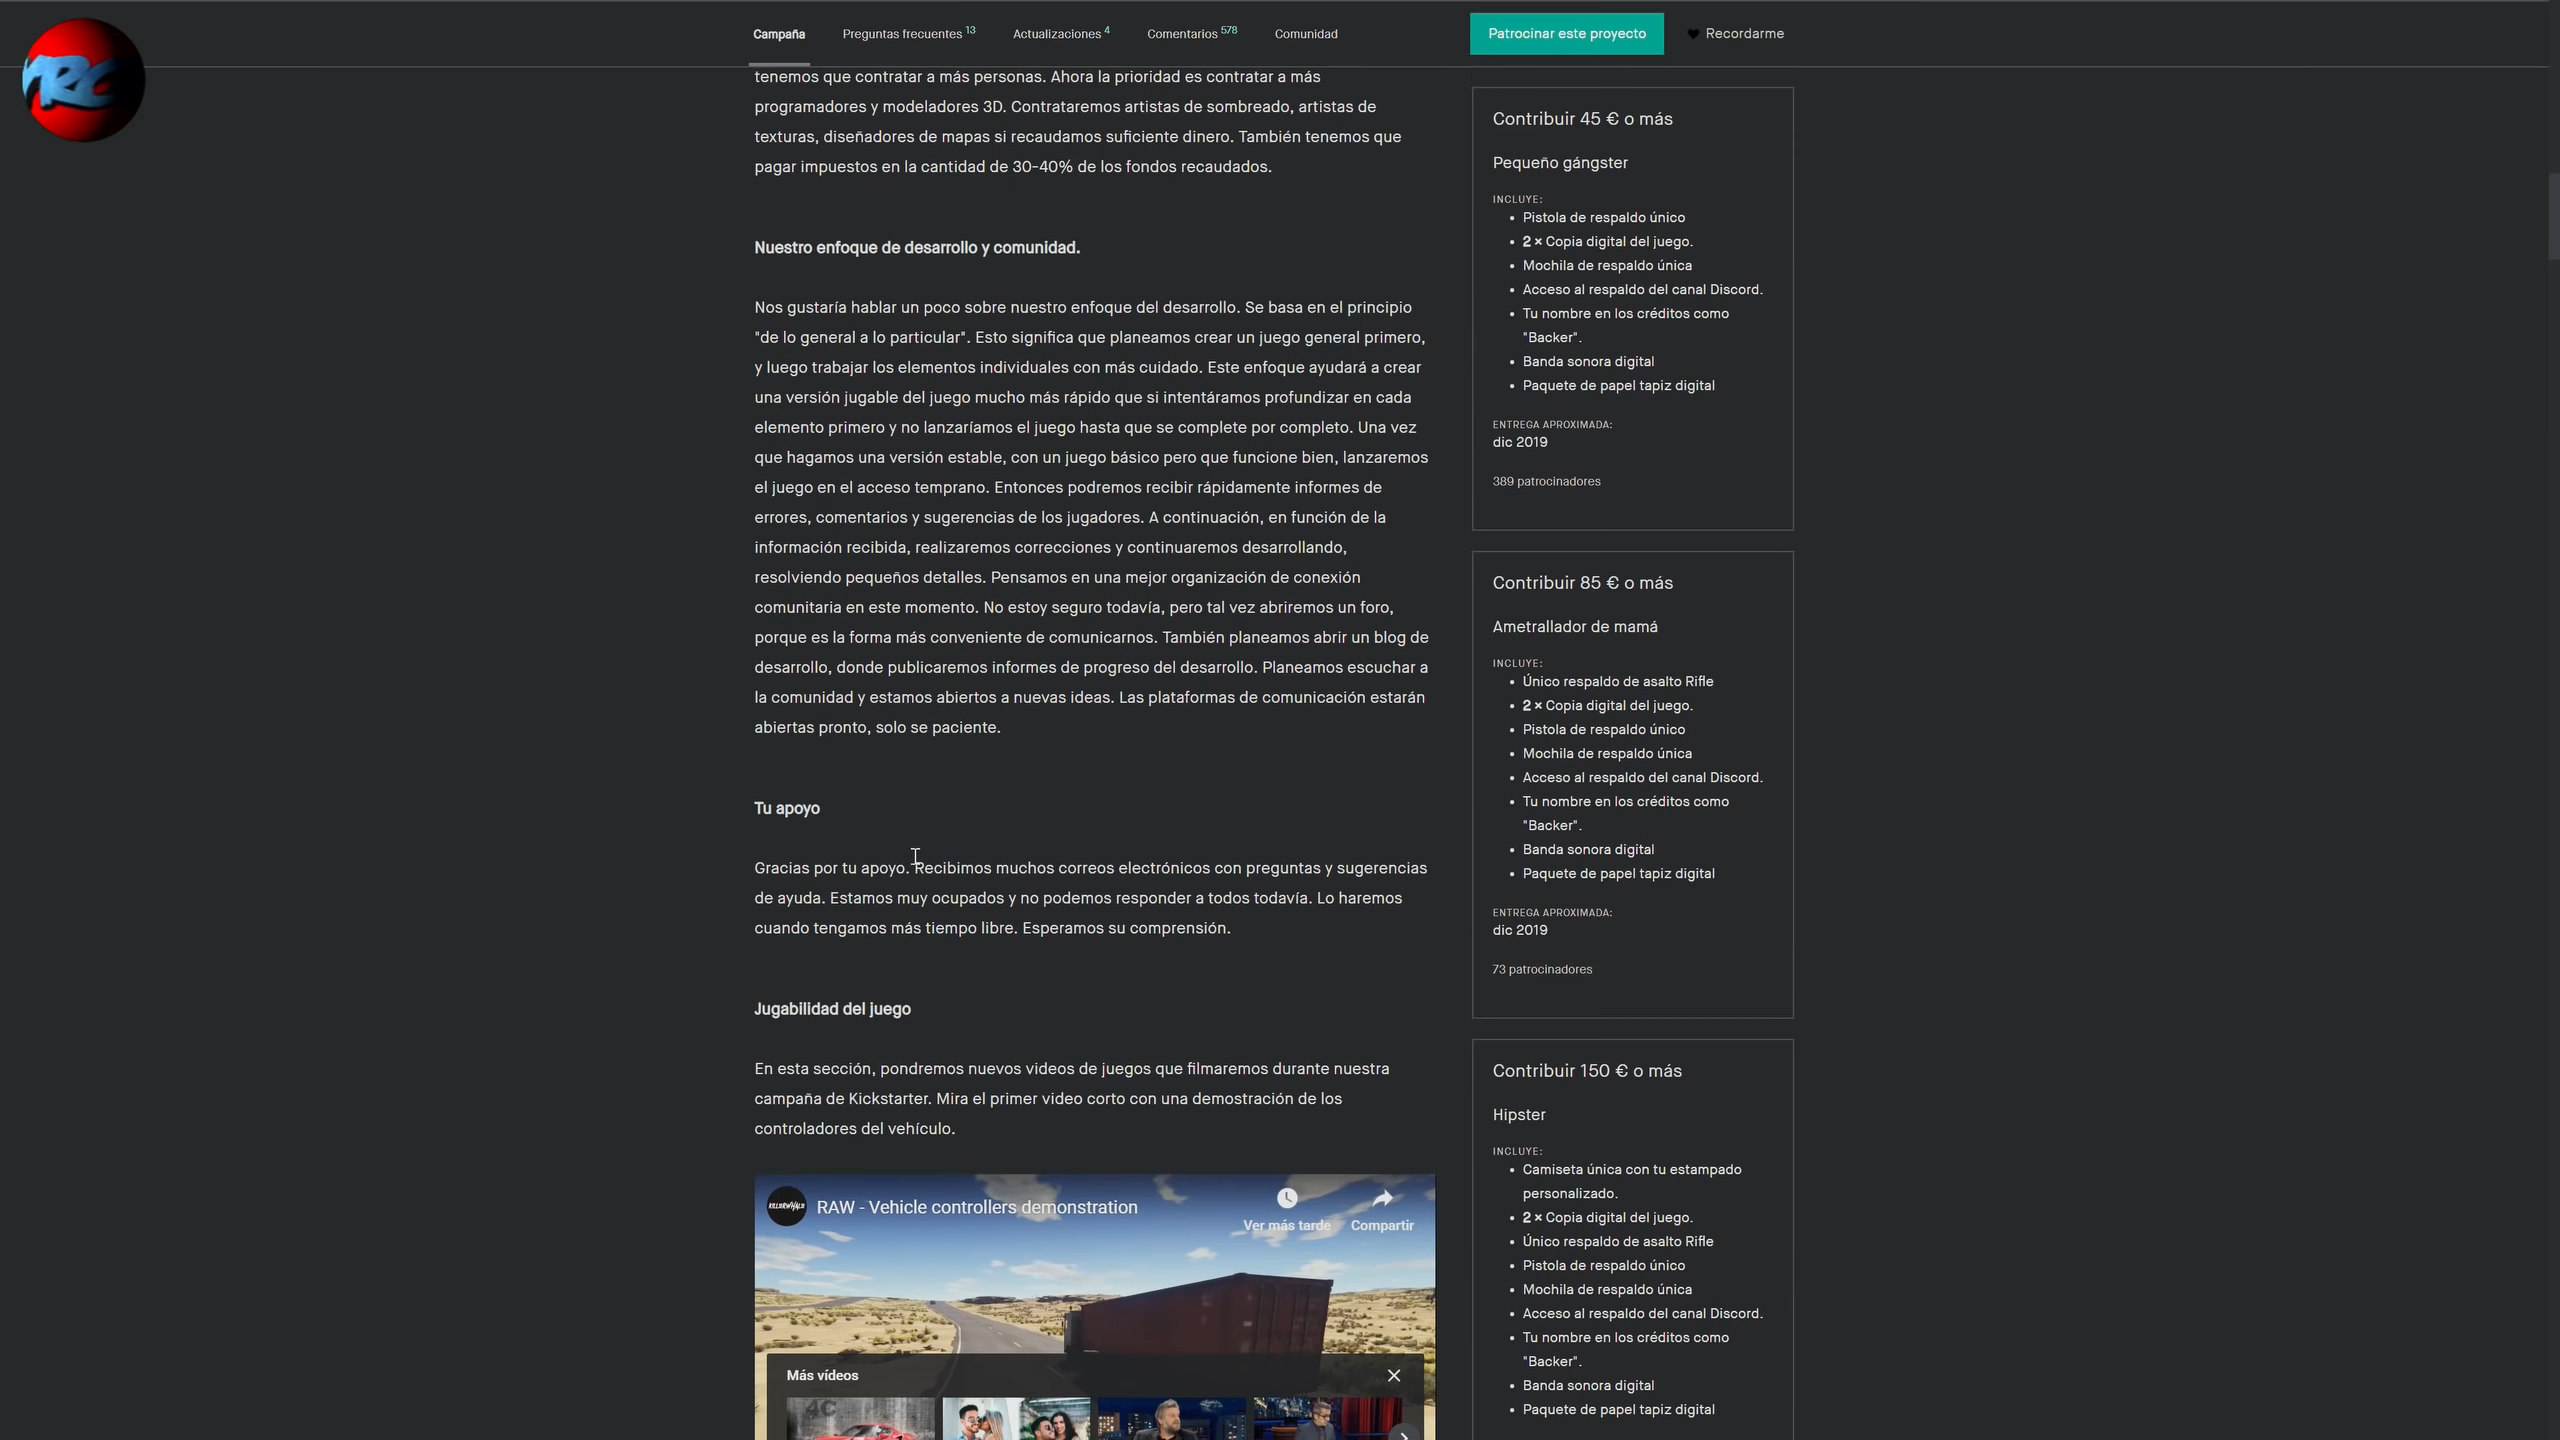 RC
Campaña
Preguntas frecuentes 13
Actualizaciones 4
Comentarios 578
Comunidad
Patrocinar este proyecto
Recordarme
tenemos que contratar a más personas. Ahora la prioridad es contratar a más
programadores y modeladores 3D. Contrataremos artistas de sombreado, artistas de
texturas, diseñadores de mapas si recaudamos suficiente dinero. También tenemos que
pagar impuestos en la cantidad de 30-40% de los fondos recaudados.
Nuestro enfoque de desarrollo y comunidad.
Nos gustaría hablar un poco sobre nuestro enfoque del desarrollo. Se basa en el principio
"de lo general a lo particular". Esto significa que planeamos crear un juego general primero,
y luego trabajar los elementos individuales con más cuidado. Este enfoque ayudará a crear
una versión jugable del juego mucho más rápido que si intentáramos profundizar en cada
elemento primero y no lanzaríamos el juego hasta que se complete por completo. Una vez
que hagamos una versión estable, con un juego básico pero que funcione bien, lanzaremos
el juego en el acceso temprano. Entonces podremos recibir rápidamente informes de
errores, comentarios y sugerencias de los jugadores. A continuación, en función de la
información recibida, realizaremos correcciones y continuaremos desarrollando,
resolviendo pequeños detalles. Pensamos en una mejor organización de conexión
comunitaria en este momento. No estoy seguro todavía, pero tal vez abriremos un foro,
porque es la forma más conveniente de comunicarnos. También planeamos abrir un blog de
desarrollo, donde publicaremos informes de progreso del desarrollo. Planeamos escuchar a
la comunidad y estamos abiertos a nuevas ideas. Las plataformas de comunicación estarán
abiertas pronto, solo se paciente.
Tu apoyo
Gracias por tu apoyo. Recibimos muchos correos electrónicos con preguntas y sugerencias
de ayuda. Estamos muy ocupados y no podemos responder a todos todavía. Lo haremos
cuando tengamos más tiempo libre. Esperamos su comprensión.
Jugabilidad del juego
En esta sección, pondremos nuevos videos de juegos que filmaremos durante nuestra
campaña de Kickstarter. Mira el primer video corto con una demostración de los
controladores del vehículo.
KILLERWHALE
RAW - Vehicle controllers demonstration
Ver más tarde
Compartir
Más vídeos
4C
Contribuir 45 € o más
Pequeño gángster
INCLUYE:
• Pistola de respaldo único
• 2 × Copia digital del juego.
• Mochila de respaldo única
• Acceso al respaldo del canal Discord.
• Tu nombre en los créditos como
"Backer".
• Banda sonora digital
• Paquete de papel tapiz digital
ENTREGA APROXIMADA:
dic 2019
389 patrocinadores
Contribuir 85 € o más
Ametrallador de mamá
INCLUYE:
• Único respaldo de asalto Rifle
• 2 × Copia digital del juego.
• Pistola de respaldo único
• Mochila de respaldo única
• Acceso al respaldo del canal Discord.
• Tu nombre en los créditos como
"Backer".
• Banda sonora digital
• Paquete de papel tapiz digital
ENTREGA APROXIMADA:
dic 2019
73 patrocinadores
Contribuir 150 € o más
Hipster
INCLUYE:
• Camiseta única con tu estampado
personalizado.
• 2 × Copia digital del juego.
• Único respaldo de asalto Rifle
• Pistola de respaldo único
• Mochila de respaldo única
• Acceso al respaldo del canal Discord.
• Tu nombre en los créditos como
"Backer".
• Banda sonora digital
• Paquete de papel tapiz digital